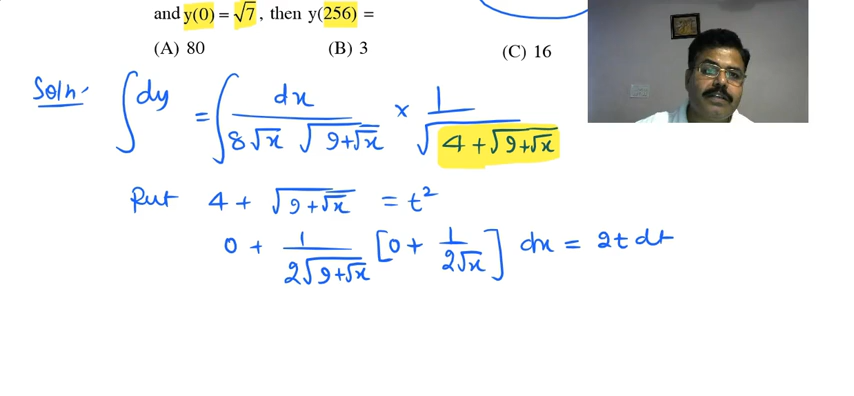 and y(0) = √7, then y(256) =
(A) 80 (B) 3 (C) 16
Soln:
∫ dy = ∫ dx / (8√x √(9+√x)) × 1 / √(4+√(9+√x))
Put 4 + √(9+√x) = t²
0 + 1 / (2√(9+√x)) [0 + 1 / (2√x)] dx = 2t dt